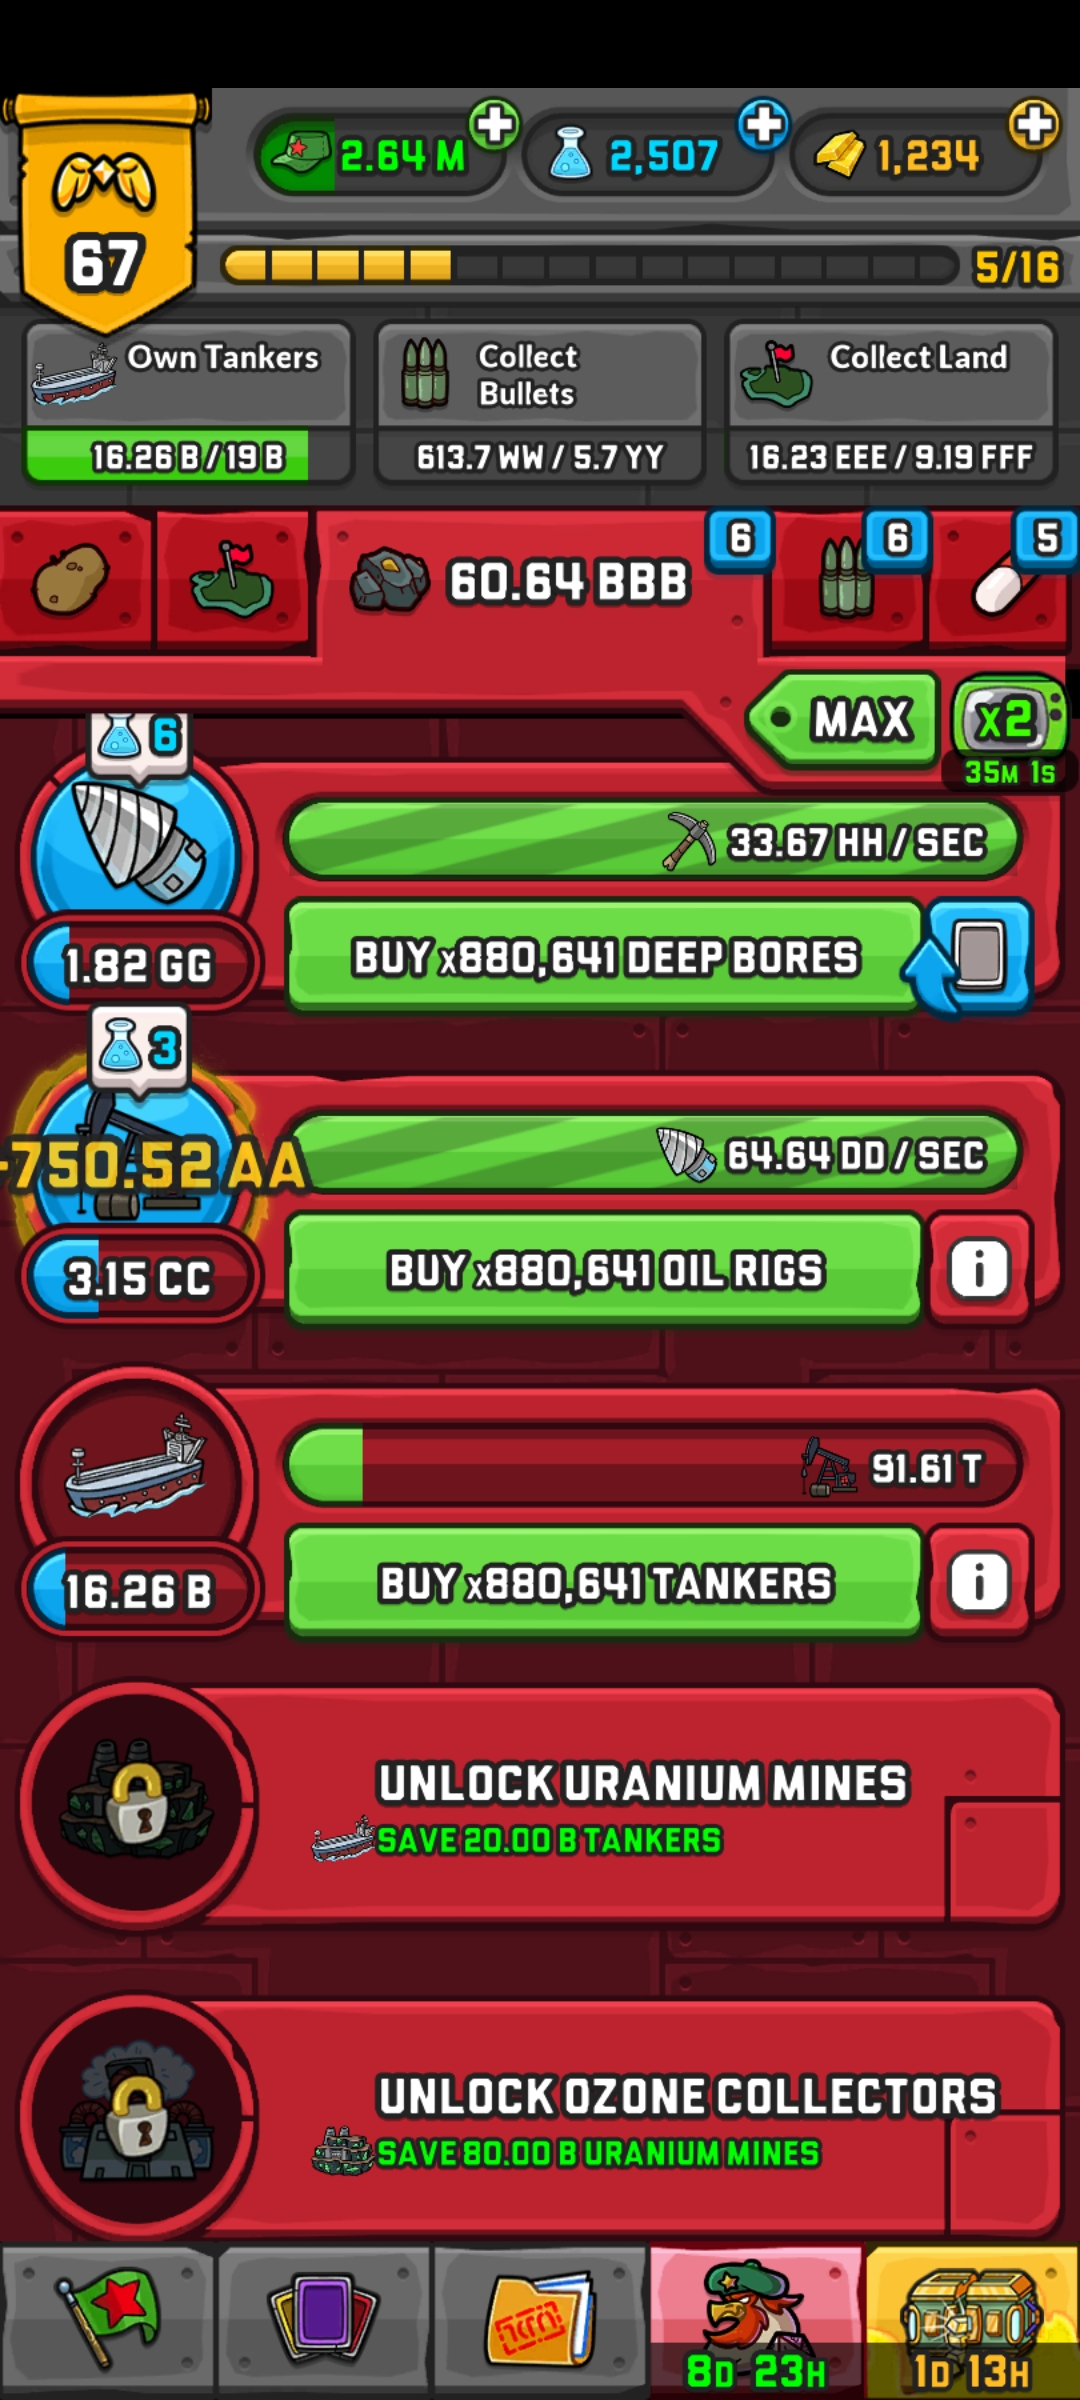 2.64 M
2,507
1,234
67
5/16
Own Tankers
16.26 B / 19 B
Collect
Bullets
613.7 WW / 5.7 YY
Collect Land
16.23 EEE / 9.19 FFF
60.64 BBB
6
6
5
MAX
x2
35M 1S
6
33.67 HH / SEC
1.82 GG
BUY x880,641 DEEP BORES
3
-750.52 AA
64.64 DD / SEC
3.15 CC
BUY x880,641 OIL RIGS
i
91.61 T
16.26 B
BUY x880,641 TANKERS
i
UNLOCK URANIUM MINES
SAVE 20.00 B TANKERS
UNLOCK OZONE COLLECTORS
SAVE 80.00 B URANIUM MINES
8D 23H
1D 13H